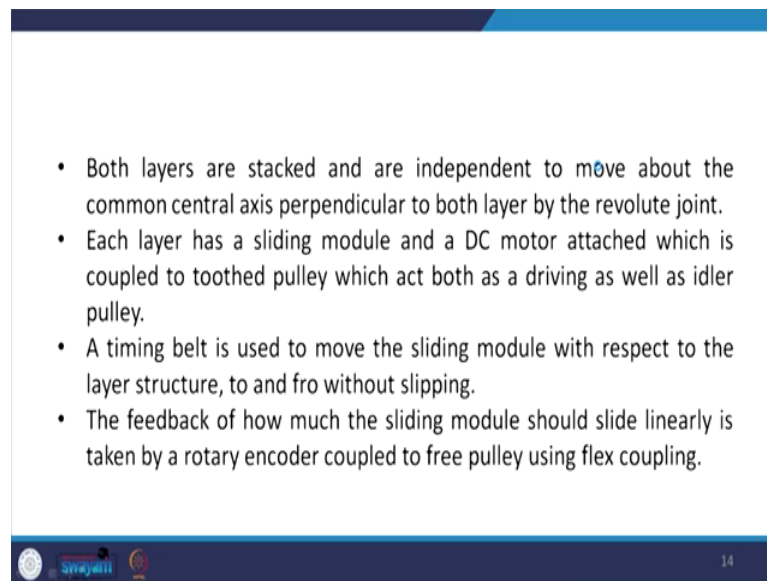 • Both layers are stacked and are independent to move about the
common central axis perpendicular to both layer by the revolute joint.
• Each layer has a sliding module and a DC motor attached which is
coupled to toothed pulley which act both as a driving as well as idler
pulley.
• A timing belt is used to move the sliding module with respect to the
layer structure, to and fro without slipping.
• The feedback of how much the sliding module should slide linearly is
taken by a rotary encoder coupled to free pulley using flex coupling.
swayam
14